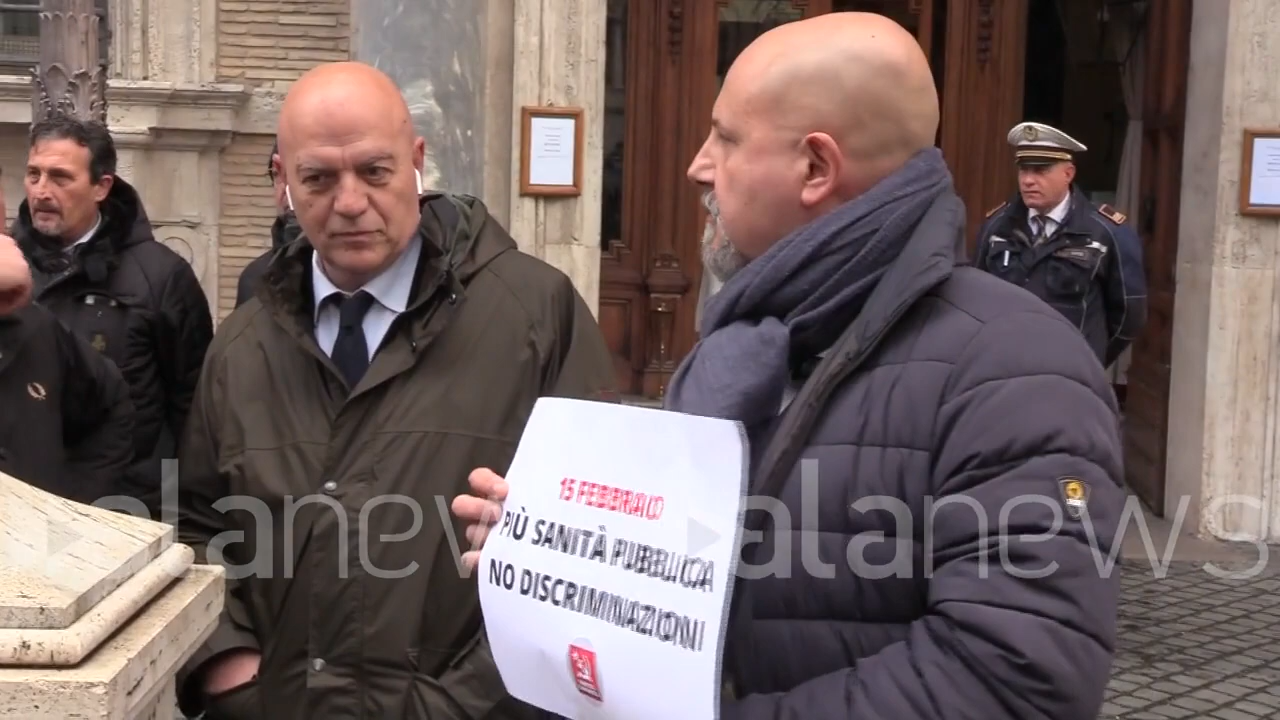 15 FEBBRAIO
PIÙ SANITÀ PUBBLICA
NO DISCRIMINAZIONI
alanews
alanews